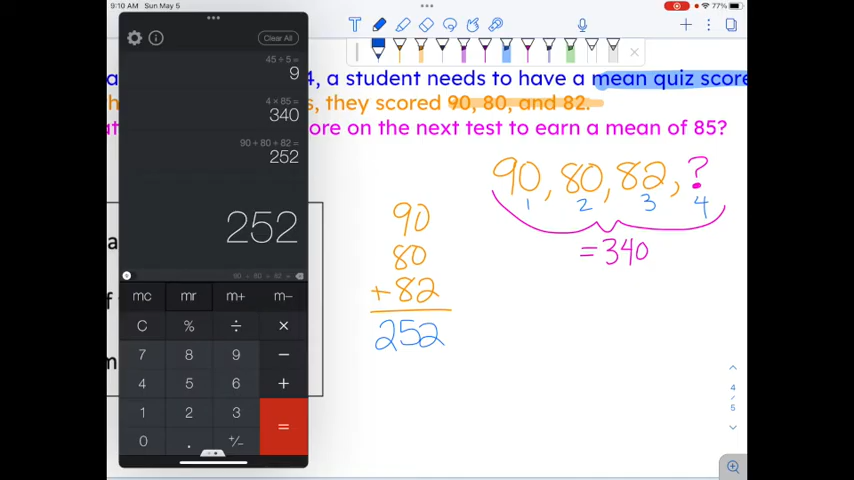 9:10 AM Sun May 5
77%
Clear All
45 ÷ 5 =
9
4 × 85 =
340
90 + 80 + 82 =
252
252
90 + 80 + 82 =
mc mr m+ m−
C % ÷ ×
7 8 9 −
4 5 6 +
1 2 3
0 . +/− =
4, a student needs to have a mean quiz score
they scored 90, 80, and 82.
ore on the next test to earn a mean of 85?
90, 80, 82, ?
1 2 3 4
= 340
90
80
+82
252
4
/
5